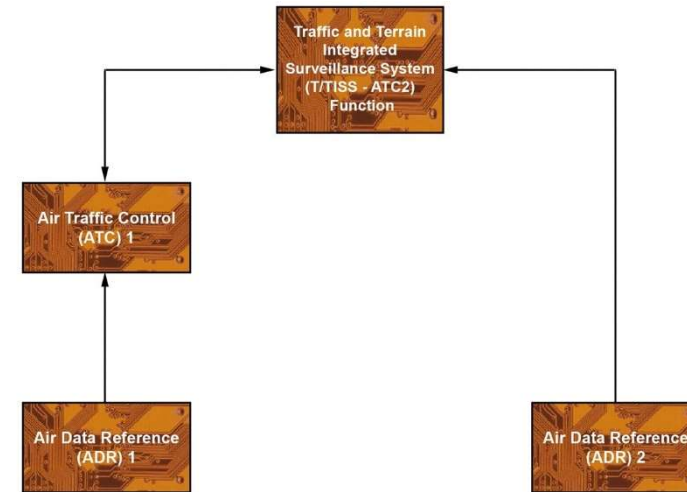 Traffic and Terrain
Integrated
Surveillance System
(T/TISS - ATC2)
Function
Air Traffic Control
(ATC) 1
Air Data Reference
(ADR) 1
Air Data Reference
(ADR) 2